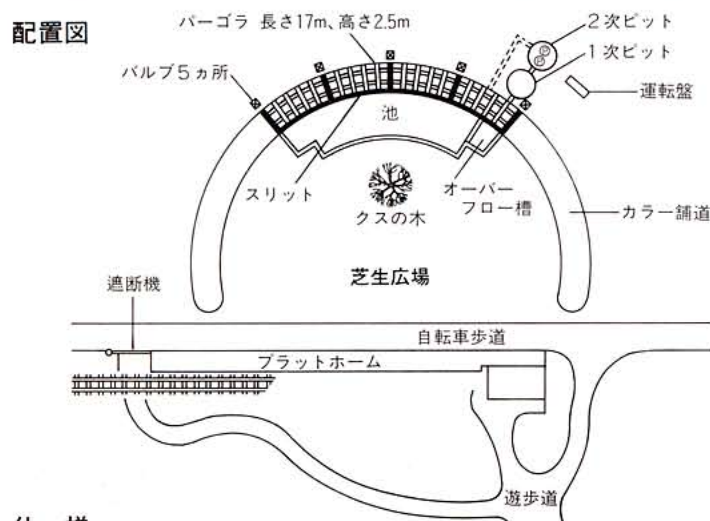 配置図
パーゴラ 長さ17m、高さ2.5m
2次ピット
1次ピット
バルブ5ヵ所
運転盤
池
スリット
クスの木
オーバー
フロー槽
カラー舗道
芝生広場
遮断機
自転車歩道
プラットホーム
遊歩道